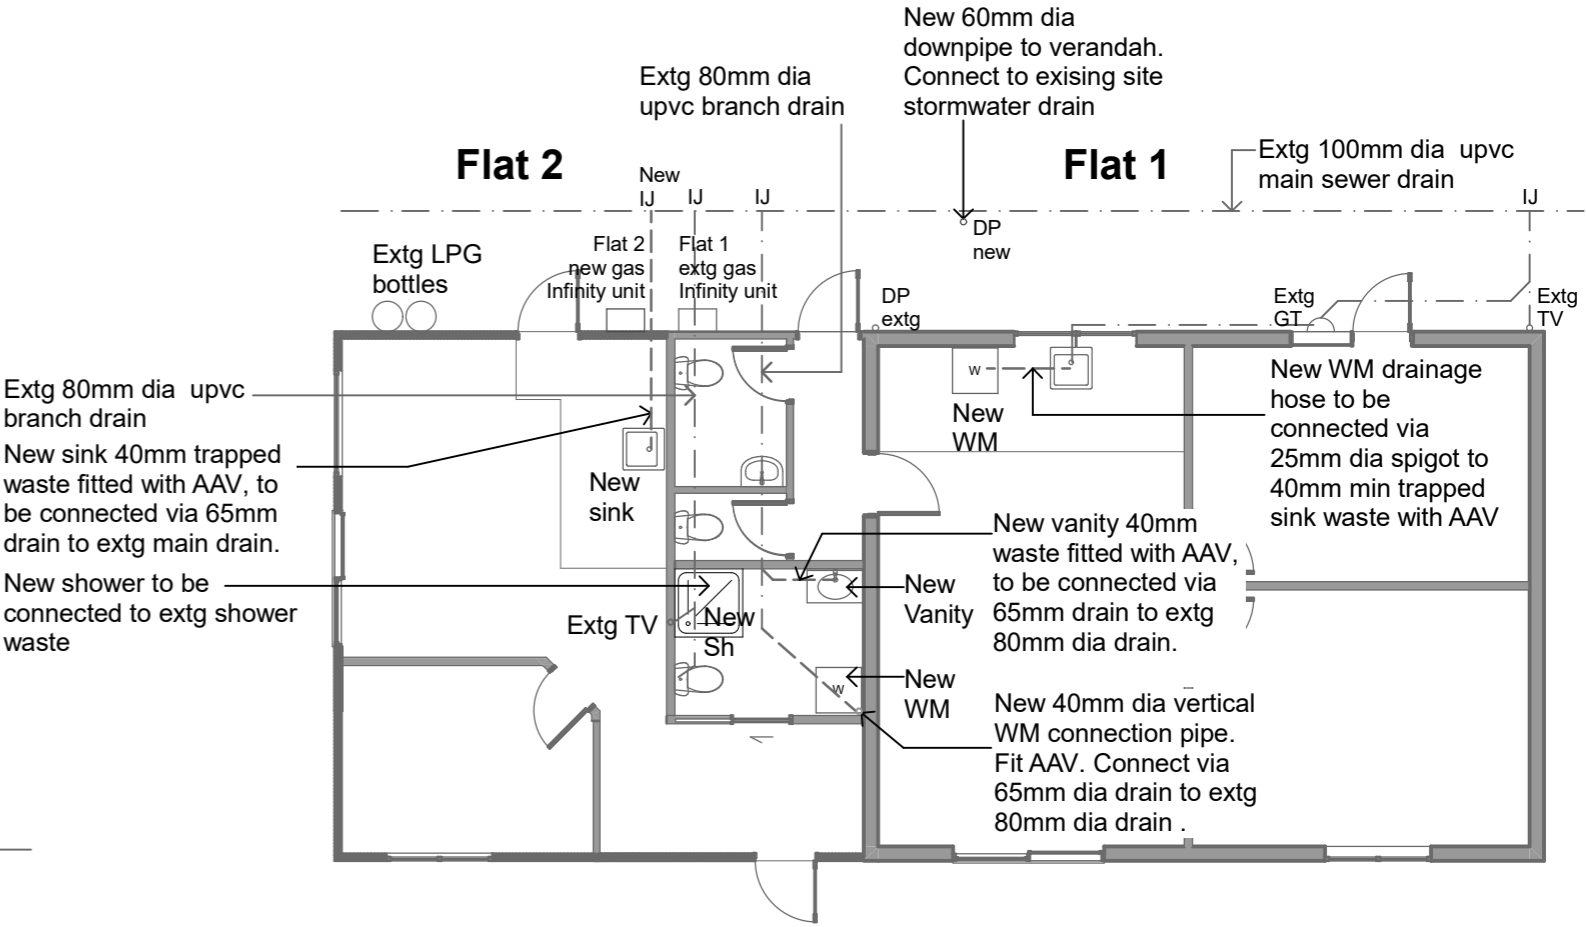 New 60mm dia
downpipe to verandah.
Connect to exising site
stormwater drain
Extg 80mm dia
upvc branch drain
Flat 2
Flat 1
Extg 100mm dia upvc
main sewer drain
New
IJ
IJ
IJ
IJ
DP
new
Extg LPG
bottles
Flat 2
new gas
Infinity unit
Flat 1
extg gas
Infinity unit
DP
extg
Extg
GT
Extg
TV
Extg 80mm dia upvc
branch drain
New sink 40mm trapped
waste fitted with AAV, to
be connected via 65mm
drain to extg main drain.
New shower to be
connected to extg shower
waste
New
sink
Extg TV
New
Sh
w
New
WM
New WM drainage
hose to be
connected via
25mm dia spigot to
40mm min trapped
sink waste with AAV
New vanity 40mm
waste fitted with AAV,
to be connected via
65mm drain to extg
80mm dia drain.
New
Vanity
w
New
WM
New 40mm dia vertical
WM connection pipe.
Fit AAV. Connect via
65mm dia drain to extg
80mm dia drain .